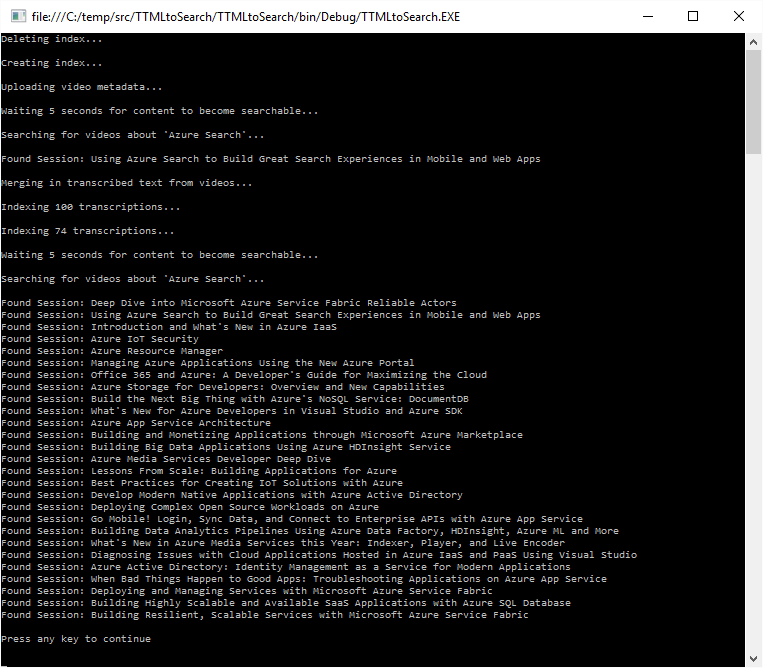 file:///C:/temp/src/TTMLtoSearch/TTMLtoSearch/bin/Debug/TTMLtoSearch.EXE
Deleting index...
Creating index...
Uploading video metadata...
Waiting 5 seconds for content to become searchable...
Searching for videos about 'Azure Search'...
Found Session: Using Azure Search to Build Great Search Experiences in Mobile and Web Apps
Merging in transcribed text from videos...
Indexing 100 transcriptions...
Indexing 74 transcriptions...
Waiting 5 seconds for content to become searchable...
Searching for videos about 'Azure Search'...
Found Session: Deep Dive into Microsoft Azure Service Fabric Reliable Actors
Found Session: Using Azure Search to Build Great Search Experiences in Mobile and Web Apps
Found Session: Introduction and What's New in Azure IaaS
Found Session: Azure IoT Security
Found Session: Azure Resource Manager
Found Session: Managing Azure Applications Using the New Azure Portal
Found Session: Office 365 and Azure: A Developer's Guide for Maximizing the Cloud
Found Session: Azure Storage for Developers: Overview and New Capabilities
Found Session: Build the Next Big Thing with Azure's NoSQL Service: DocumentDB
Found Session: What's New for Azure Developers in Visual Studio and Azure SDK
Found Session: Azure App Service Architecture
Found Session: Building and Monetizing Applications through Microsoft Azure Marketplace
Found Session: Building Big Data Applications Using Azure HDInsight Service
Found Session: Azure Media Services Developer Deep Dive
Found Session: Lessons From Scale: Building Applications for Azure
Found Session: Best Practices for Creating IoT Solutions with Azure
Found Session: Develop Modern Native Applications with Azure Active Directory
Found Session: Deploying Complex Open Source Workloads on Azure
Found Session: Go Mobile! Login, Sync Data, and Connect to Enterprise APIs with Azure App Service
Found Session: Building Data Analytics Pipelines Using Azure Data Factory, HDInsight, Azure ML and More
Found Session: What's New in Azure Media Services this Year: Indexer, Player, and Live Encoder
Found Session: Diagnosing Issues with Cloud Applications Hosted in Azure IaaS and PaaS Using Visual Studio
Found Session: Azure Active Directory: Identity Management as a Service for Modern Applications
Found Session: When Bad Things Happen to Good Apps: Troubleshooting Applications on Azure App Service
Found Session: Deploying and Managing Services with Microsoft Azure Service Fabric
Found Session: Building Highly Scalable and Available SaaS Applications with Azure SQL Database
Found Session: Building Resilient, Scalable Services with Microsoft Azure Service Fabric
Press any key to continue